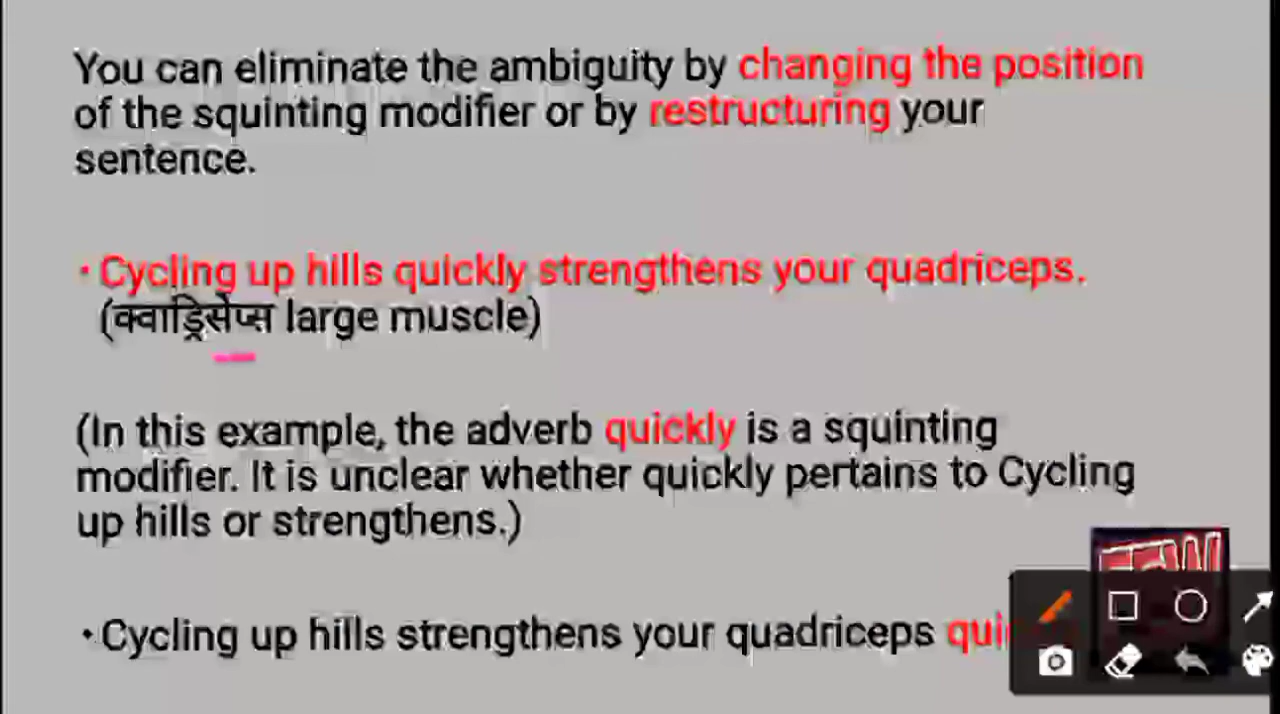 You can eliminate the ambiguity by changing the position
of the squinting modifier or by restructuring your
sentence.
· Cycling up hills quickly strengthens your quadriceps.
(क्वाड्रिसेप्स large muscle)
(In this example, the adverb quickly is a squinting
modifier. It is unclear whether quickly pertains to Cycling
up hills or strengthens.)
· Cycling up hills strengthens your quadriceps